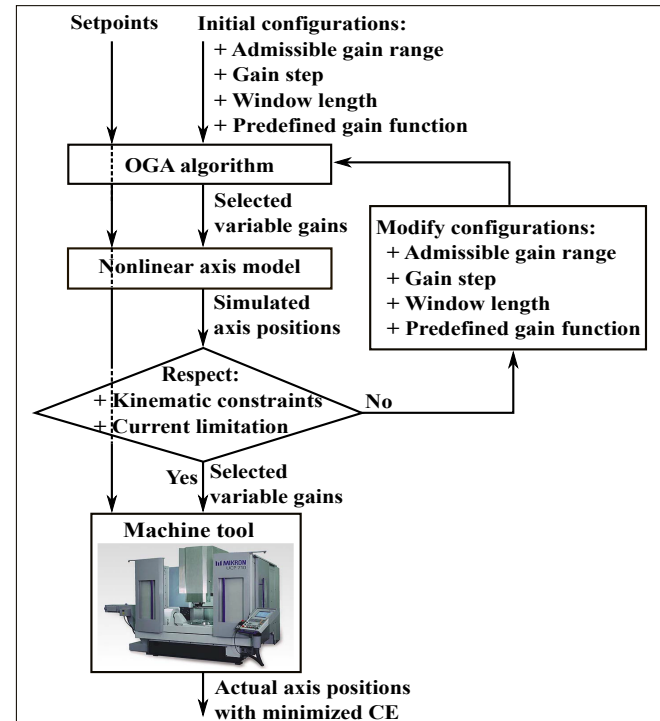 Setpoints
Initial configurations:
+ Admissible gain range
+ Gain step
+ Window length
+ Predefined gain function
OGA algorithm
Selected
variable gains
Modify configurations:
+ Admissible gain range
+ Gain step
+ Window length
+ Predefined gain function
Nonlinear axis model
Simulated
axis positions
Respect:
+ Kinematic constraints
+ Current limitation
No
Yes
Selected
variable gains
Machine tool
MIKRON
Actual axis positions
with minimized CE